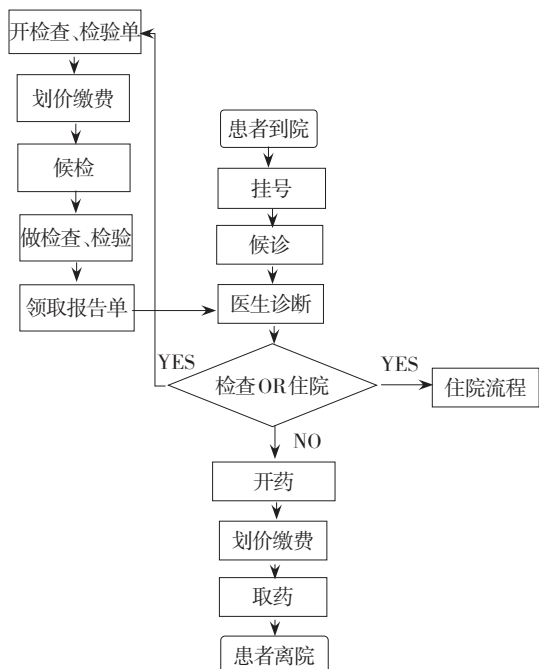 开检查、检验单
划价缴费
候检
做检查、检验
领取报告单
患者到院
挂号
候诊
医生诊断
YES
检查OR住院
YES
住院流程
NO
开药
划价缴费
取药
患者离院